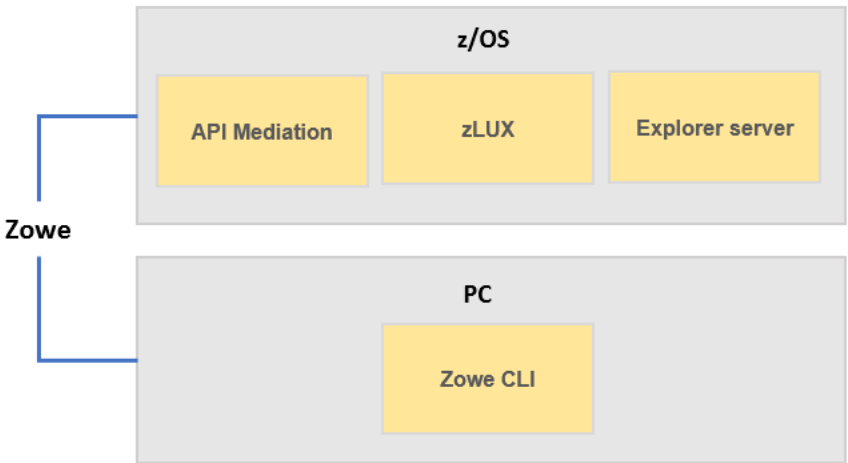 z/OS
API Mediation
zLUX
Explorer server
Zowe
PC
Zowe CLI